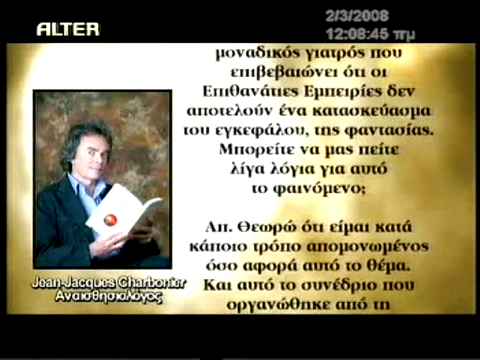 ALTER
2/3/2008
12:08:45 πμ
μοναδικός γιατρός που
επιβεβαιώνει ότι οι
Επιθανάτιες Εμπειρίες δεν
αποτελούν ένα κατασκεύασμα
του εγκεφάλου, της φαντασίας.
Μπορείτε να μας πείτε
λίγα λόγια για αυτό
το φαινόμενο;
Απ. Θεωρώ ότι είμαι κατά
κάποιο τρόπο απομονωμένος
όσο αφορά αυτό το θέμα.
Και αυτό το συνέδριο που
οργανώθηκε από τη
Jean-Jacques Charbonier
Αναισθησιολόγος